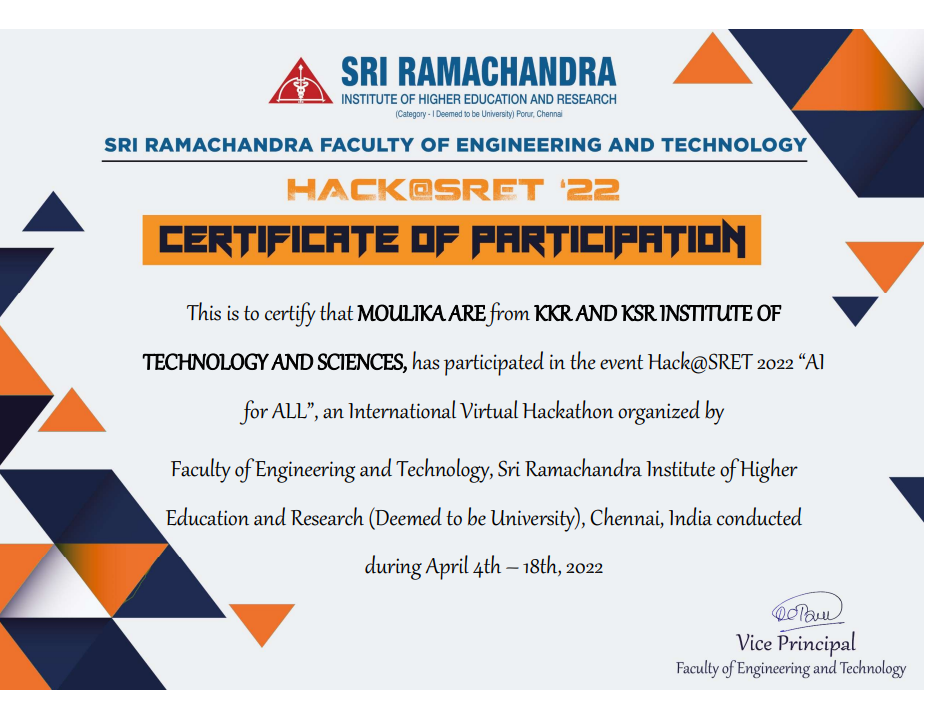 SRI RAMACHANDRA
INSTITUTE OF HIGHER EDUCATION AND RESEARCH
(Category - I Deemed to be University) Porur, Chennai
SRI RAMACHANDRA FACULTY OF ENGINEERING AND TECHNOLOGY
HACK@SRET '22
CERTIFICATE OF PARTICIPATION
This is to certify that MOULIKA ARE from KKR AND KSR INSTITUTE OF
TECHNOLOGY AND SCIENCES, has participated in the event Hack@SRET 2022 “AI
for ALL”, an International Virtual Hackathon organized by
Faculty of Engineering and Technology, Sri Ramachandra Institute of Higher
Education and Research (Deemed to be University), Chennai, India conducted
during April 4th – 18th, 2022
Vice Principal
Faculty of Engineering and Technology